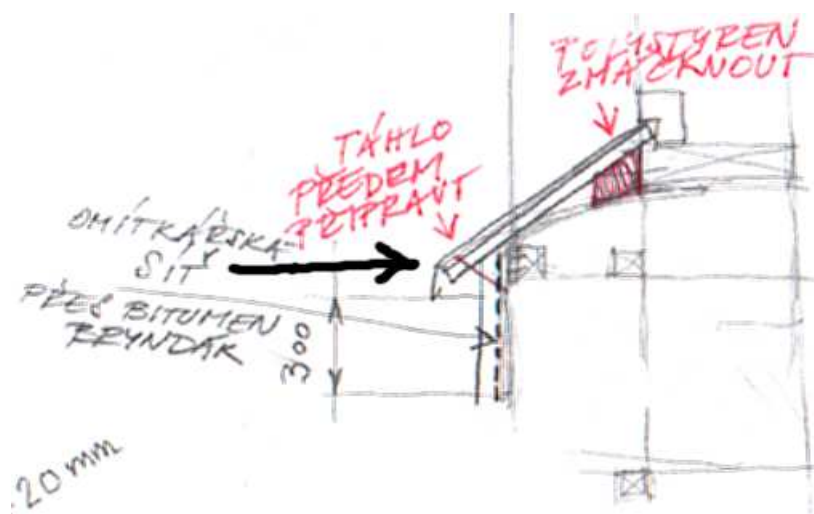 POLYSTYREN
ZMÁČKNOUT
TÁHLO
PŘEDEM
PŘIPRAVIT
OMÍTKÁŘSKÁ
SÍŤ
PŘES BITUMEN
BRYNDÁK
300
20 mm